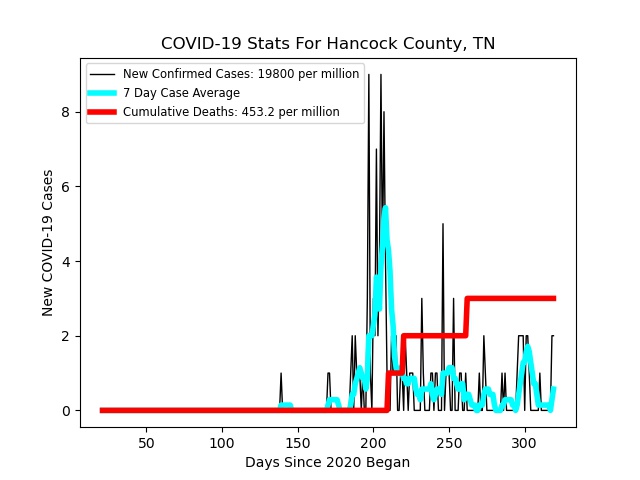 COVID-19 Stats For Hancock County, TN
New Confirmed Cases: 19800 per million
7 Day Case Average
Cumulative Deaths: 453.2 per million
New COVID-19 Cases
8
6
4
2
0
50 100 150 200 250 300
Days Since 2020 Began